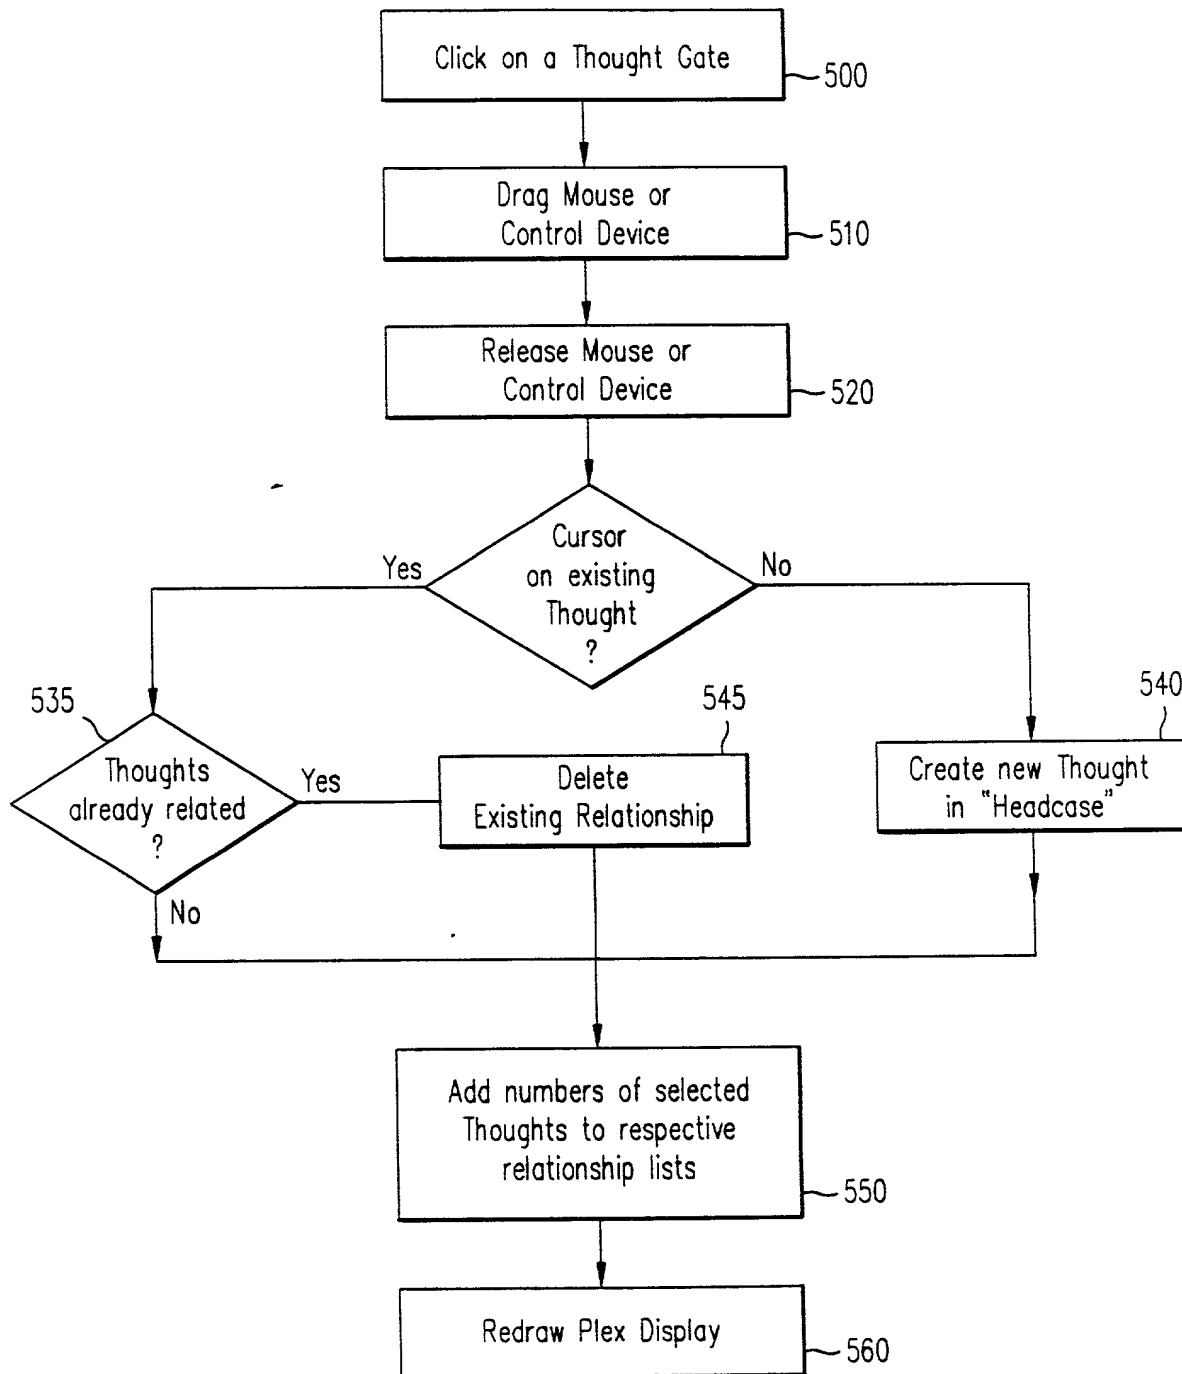 Click on a Thought Gate
500
Drag Mouse or
Control Device
510
Release Mouse or
Control Device
520
Cursor
on existing
Thought
?
Yes
No
535
Thoughts
already related
?
Yes
No
545
Delete
Existing Relationship
540
Create new Thought
in "Headcase"
Add numbers of selected
Thoughts to respective
relationship lists
550
Redraw Plex Display
560